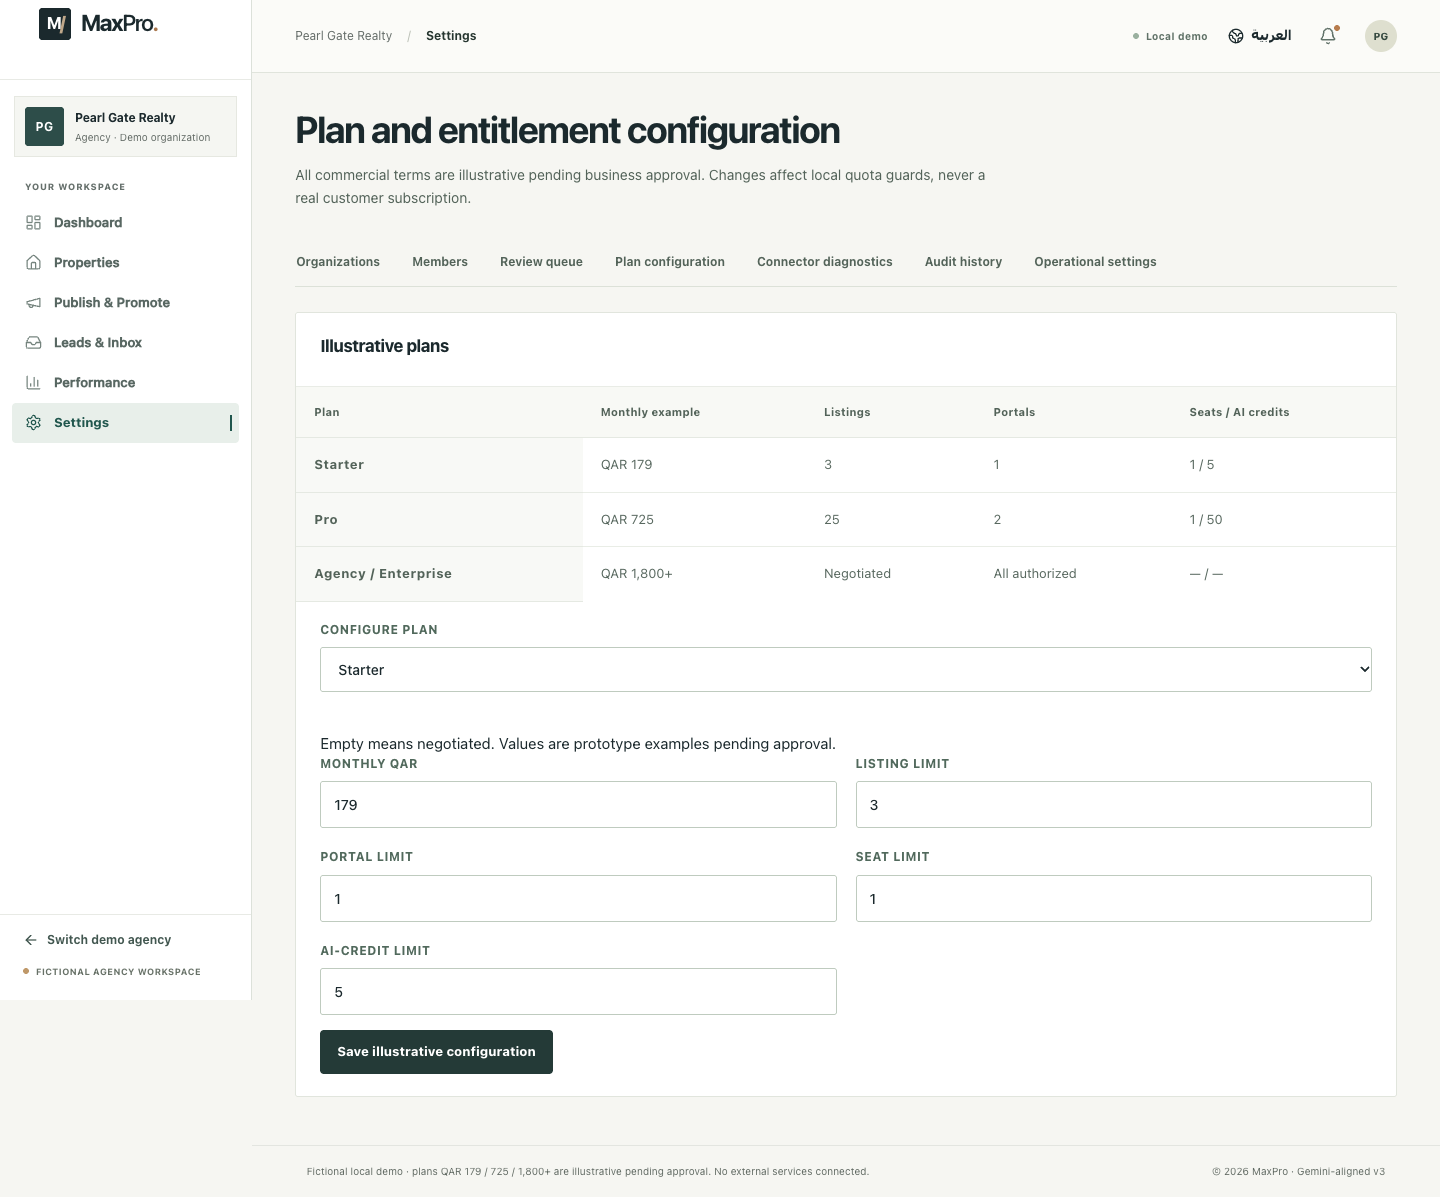 M/ MaxPro.
Pearl Gate Realty / Settings
Local demo
العربية
PG
PG
Pearl Gate Realty
Agency · Demo organization
YOUR WORKSPACE
Dashboard
Properties
Publish & Promote
Leads & Inbox
Performance
Settings
Switch demo agency
FICTIONAL AGENCY WORKSPACE
Plan and entitlement configuration
All commercial terms are illustrative pending business approval. Changes affect local quota guards, never a
real customer subscription.
Organizations Members Review queue Plan configuration Connector diagnostics Audit history Operational settings
Illustrative plans
Plan Monthly example Listings Portals Seats / AI credits
Starter QAR 179 3 1 1 / 5
Pro QAR 725 25 2 1 / 50
Agency / Enterprise QAR 1,800+ Negotiated All authorized — / —
CONFIGURE PLAN
Starter
Empty means negotiated. Values are prototype examples pending approval.
MONTHLY QAR LISTING LIMIT
179 3
PORTAL LIMIT SEAT LIMIT
1 1
AI-CREDIT LIMIT
5
Save illustrative configuration
Fictional local demo · plans QAR 179 / 725 / 1,800+ are illustrative pending approval. No external services connected.
© 2026 MaxPro · Gemini-aligned v3